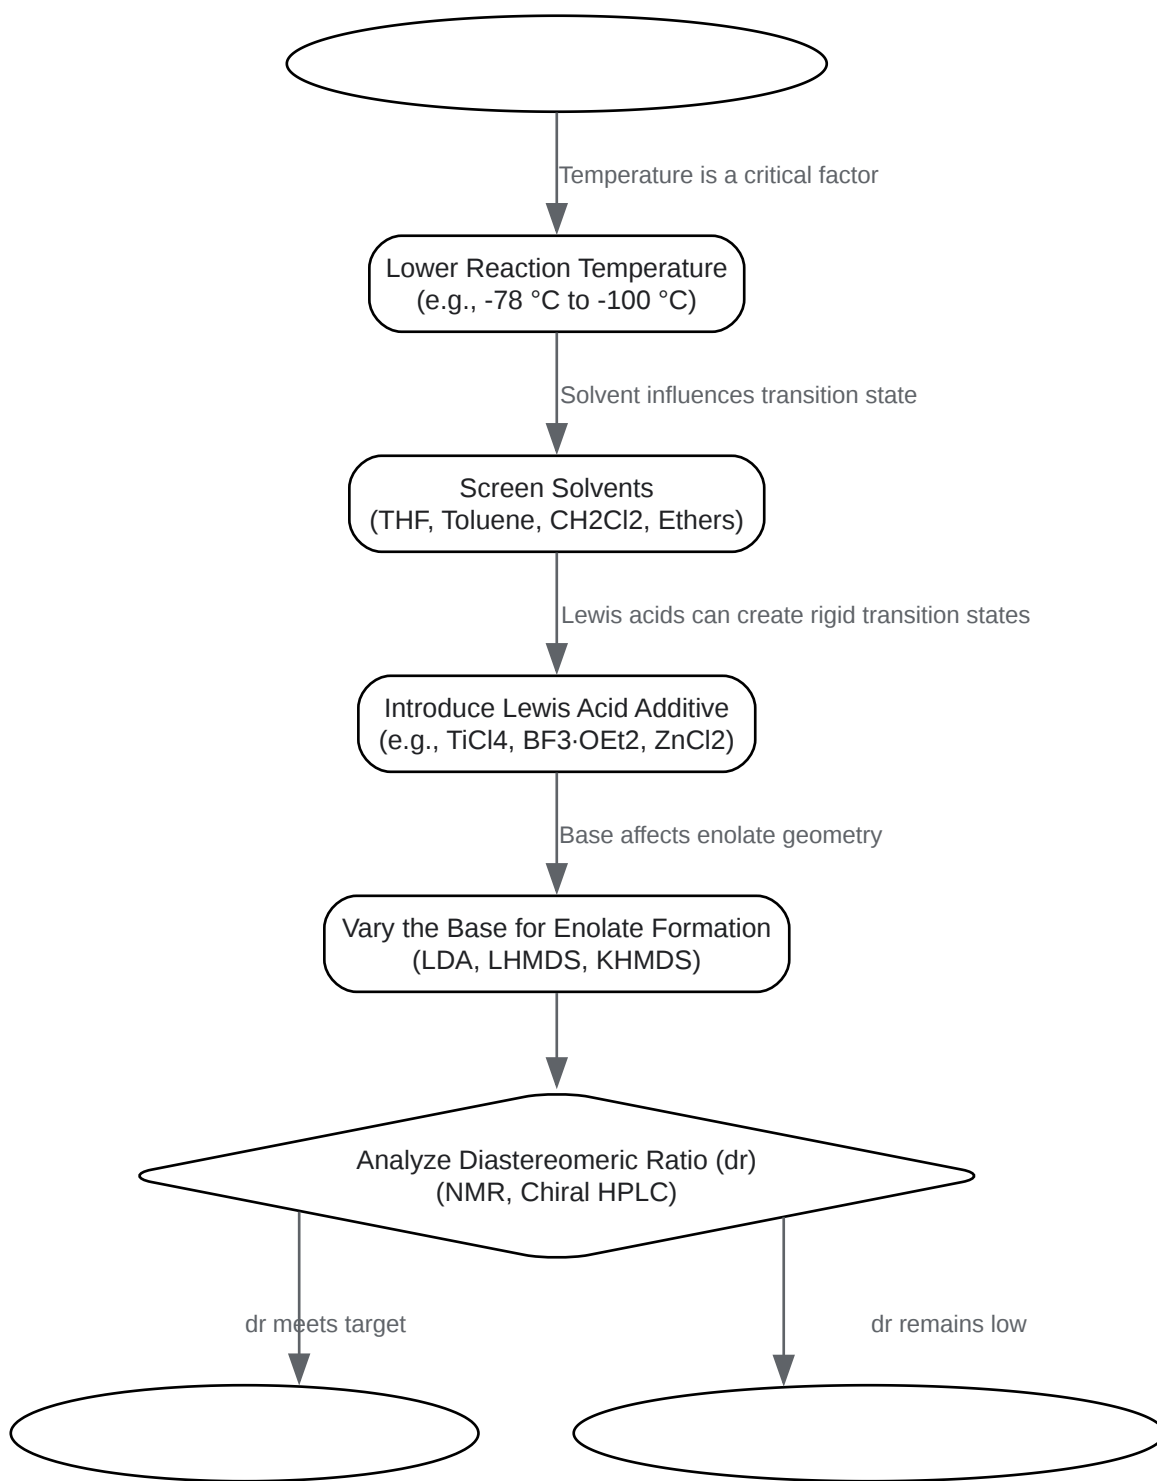 Temperature is a critical factor
Lower Reaction Temperature
(e.g., -78 °C to -100 °C)
Solvent influences transition state
Screen Solvents
(THF, Toluene, CH2Cl2, Ethers)
Lewis acids can create rigid transition states
Introduce Lewis Acid Additive
(e.g., TiCl4, BF3·OEt2, ZnCl2)
Base affects enolate geometry
Vary the Base for Enolate Formation
(LDA, LHMDS, KHMDS)
Analyze Diastereomeric Ratio (dr)
(NMR, Chiral HPLC)
dr meets target
dr remains low